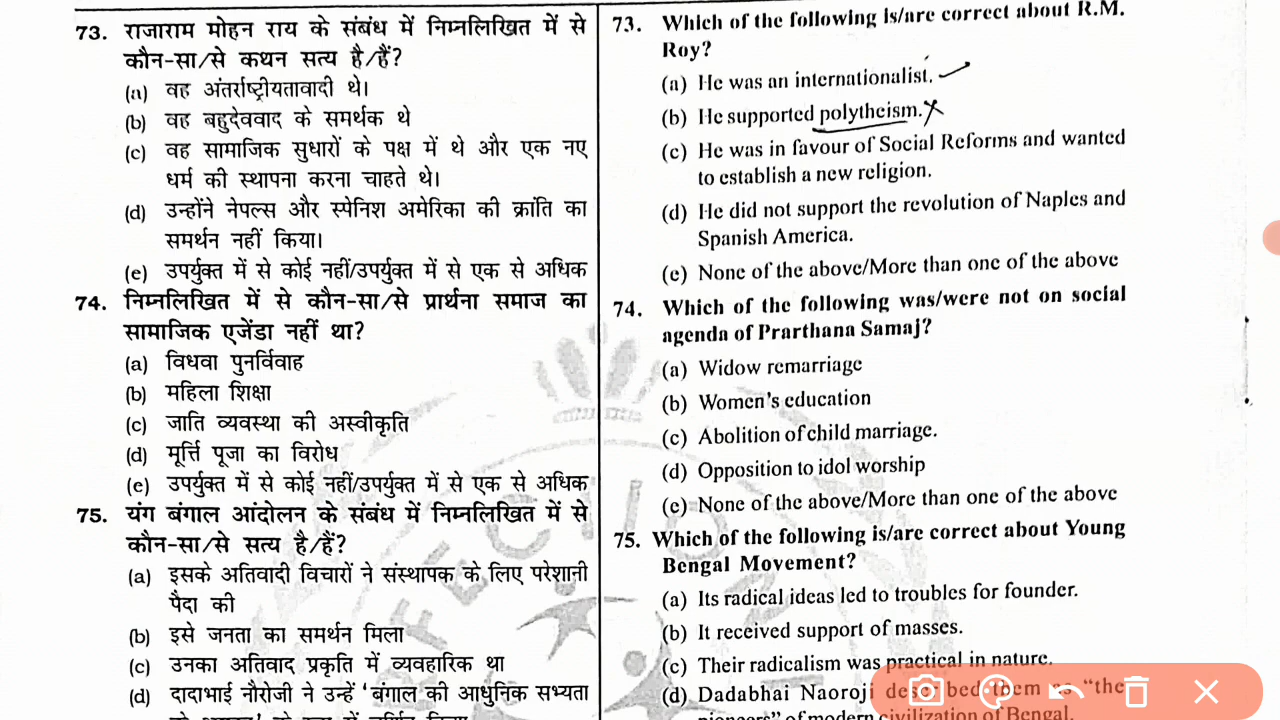 73. राजाराम मोहन राय के संबंध में निम्नलिखित में से
कौन-सा/से कथन सत्य है/हैं?
(a) वह अंतर्राष्ट्रीयतावादी थे।
(b) वह बहुदेववाद के समर्थक थे
(c) वह सामाजिक सुधारों के पक्ष में थे और एक नए
धर्म की स्थापना करना चाहते थे।
(d) उन्होंने नेपल्स और स्पेनिश अमेरिका की क्रांति का
समर्थन नहीं किया।
(e) उपर्युक्त में से कोई नहीं/उपर्युक्त में से एक से अधिक
74. निम्नलिखित में से कौन-सा/से प्रार्थना समाज का
सामाजिक एजेंडा नहीं था?
(a) विधवा पुनर्विवाह
(b) महिला शिक्षा
(c) जाति व्यवस्था की अस्वीकृति
(d) मूर्त्ति पूजा का विरोध
(e) उपर्युक्त में से कोई नहीं/उपर्युक्त में से एक से अधिक
75. यंग बंगाल आंदोलन के संबंध में निम्नलिखित में से
कौन-सा/से सत्य है/हैं?
(a) इसके अतिवादी विचारों ने संस्थापक के लिए परेशानी
पैदा की
(b) इसे जनता का समर्थन मिला
(c) उनका अतिवाद प्रकृति में व्यवहारिक था
(d) दादाभाई नौरोजी ने उन्हें 'बंगाल की आधुनिक सभ्यता
73. Which of the following is/are correct about R.M.
Roy?
(a) He was an internationalist.
(b) He supported polytheism.
(c) He was in favour of Social Reforms and wanted
to establish a new religion.
(d) He did not support the revolution of Naples and
Spanish America.
(e) None of the above/More than one of the above
74. Which of the following was/were not on social
agenda of Prarthana Samaj?
(a) Widow remarriage
(b) Women's education
(c) Abolition of child marriage.
(d) Opposition to idol worship
(e) None of the above/More than one of the above
75. Which of the following is/are correct about Young
Bengal Movement?
(a) Its radical ideas led to troubles for founder.
(b) It received support of masses.
(c) Their radicalism was practical in nature.
(d) Dadabhai Naoroji described them as "the
pioneers" of modern civilization of Bengal.